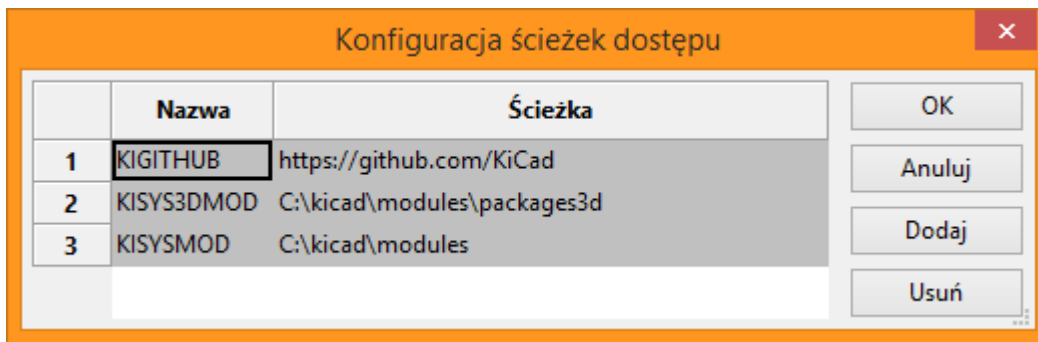 Konfiguracja ścieżek dostępu
Nazwa Ścieżka
1 KIGITHUB https://github.com/KiCad
2 KISYS3DMOD C:\kicad\modules\packages3d
3 KISYSMOD C:\kicad\modules
OK
Anuluj
Dodaj
Usuń